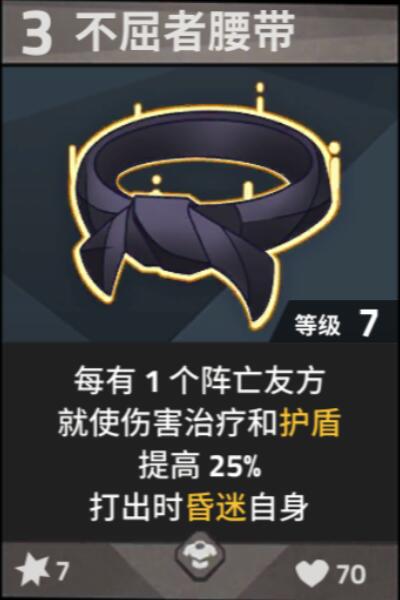 3 不屈者腰带
等级 7
每有 1 个阵亡友方
就使伤害治疗和护盾
提高 25%
打出时昏迷自身
7 70